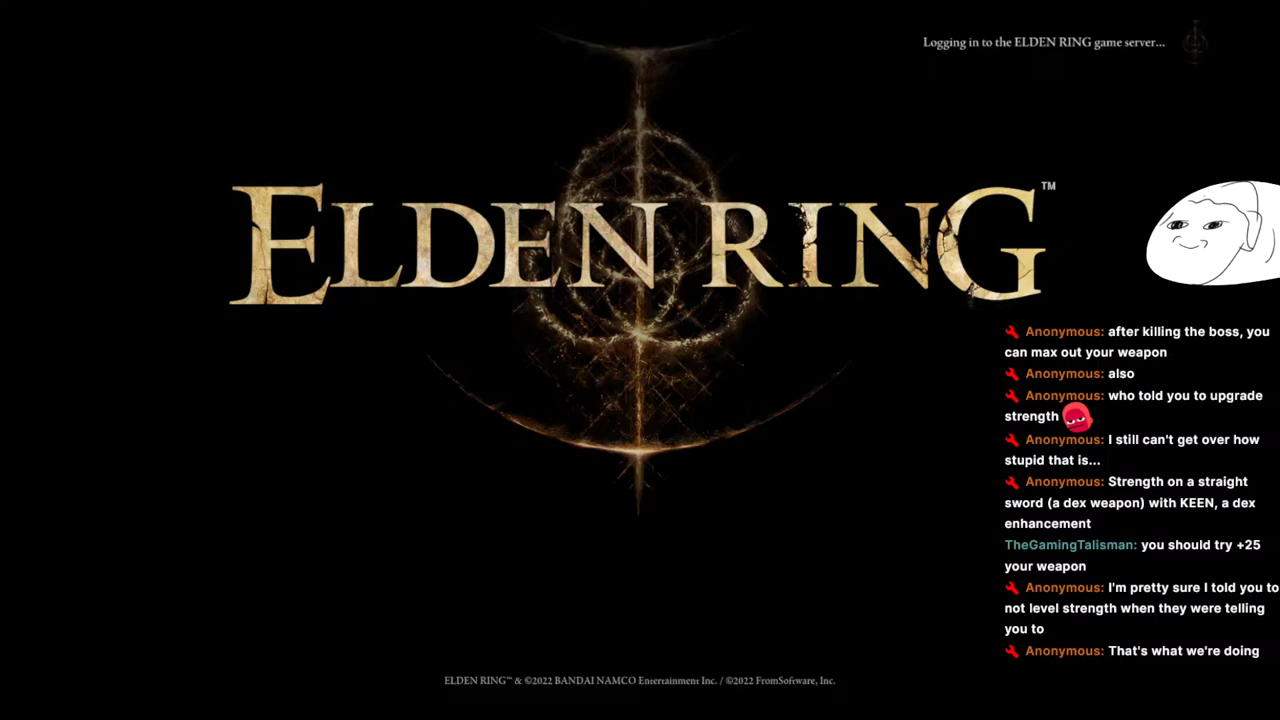 Logging in to the ELDEN RING game server...
ELDEN RING™
Anonymous: after killing the boss, you
can max out your weapon
Anonymous: also
Anonymous: who told you to upgrade
strength
Anonymous: I still can't get over how
stupid that is...
Anonymous: Strength on a straight
sword (a dex weapon) with KEEN, a dex
enhancement
TheGamingTalisman: you should try +25
your weapon
Anonymous: I'm pretty sure I told you to
not level strength when they were telling
you to
Anonymous: That's what we're doing
ELDEN RING™ & ©2022 BANDAI NAMCO Entertainment Inc. / ©2022 FromSoftware, Inc.